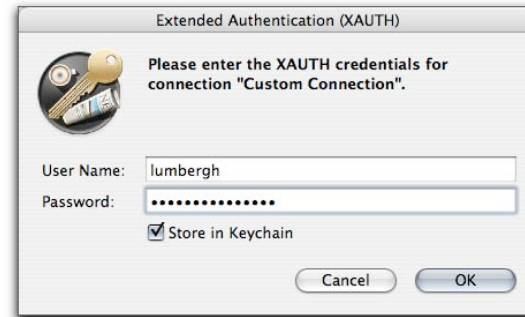 Extended Authentication (XAUTH)
Please enter the XAUTH credentials for
connection "Custom Connection".
User Name: lumbergh
Password: •••••••••••••••
Store in Keychain
Cancel OK